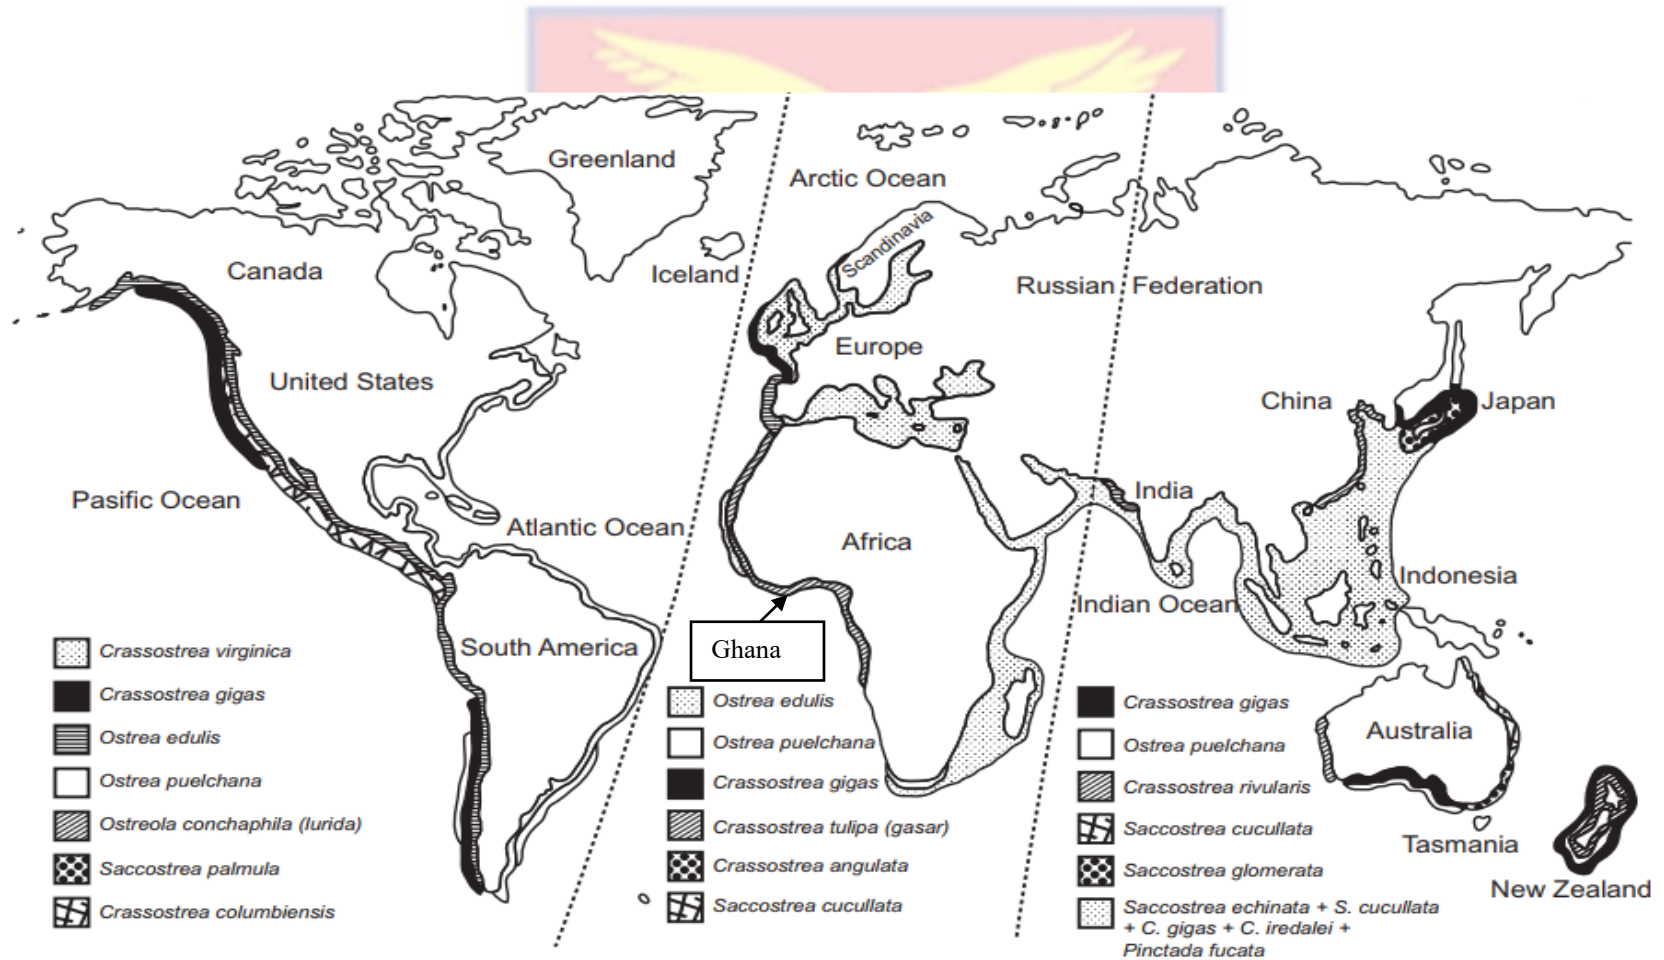 Greenland
Arctic Ocean
Scandinavia
Canada
Iceland
Russian Federation
Europe
United States
China
Japan
Pasific Ocean
India
Atlantic Ocean
Africa
Indonesia
Indian Ocean
South America
Ghana
Australia
Tasmania
New Zealand
Crassostrea virginica
Crassostrea gigas
Ostrea edulis
Ostrea puelchana
Ostreola conchaphila (lurida)
Saccostrea palmula
Crassostrea columbiensis
Ostrea edulis
Ostrea puelchana
Crassostrea gigas
Crassostrea tulipa (gasar)
Crassostrea angulata
Saccostrea cucullata
Crassostrea gigas
Ostrea puelchana
Crassostrea rivularis
Saccostrea cucullata
Saccostrea glomerata
Saccostrea echinata + S. cucullata
+ C. gigas + C. iredalei +
Pinctada fucata